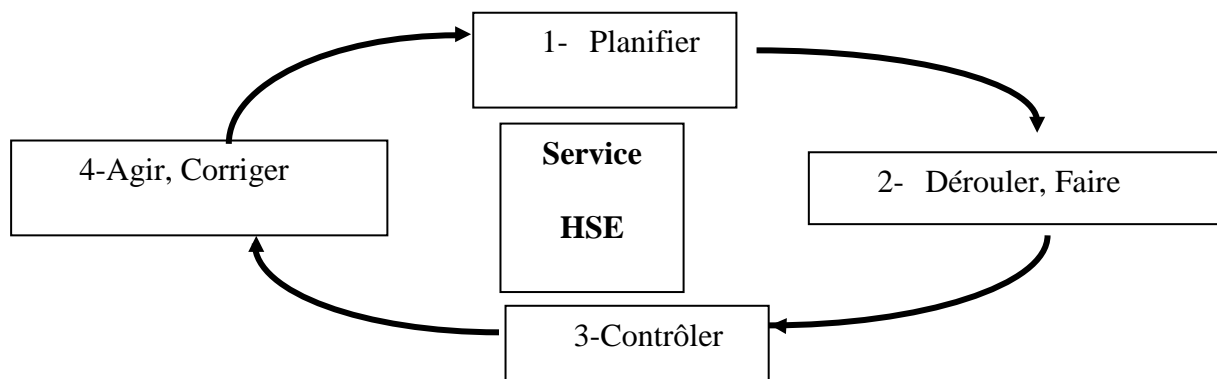 1- Planifier
4-Agir, Corriger
Service
HSE
2- Dérouler, Faire
3-Contrôler